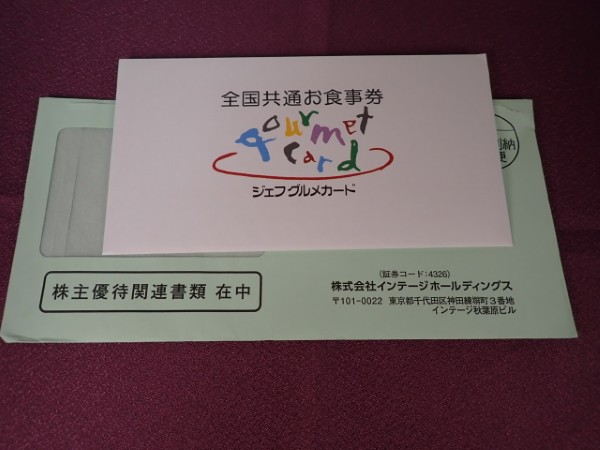 全国共通お食事券
gourmet
card
ジェフグルメカード
株主優待関連書類 在中
(証券コード:4326)
株式会社インテージホールディングス
〒101-0022 東京都千代田区神田練塀町3番地
インテージ秋葉原ビル